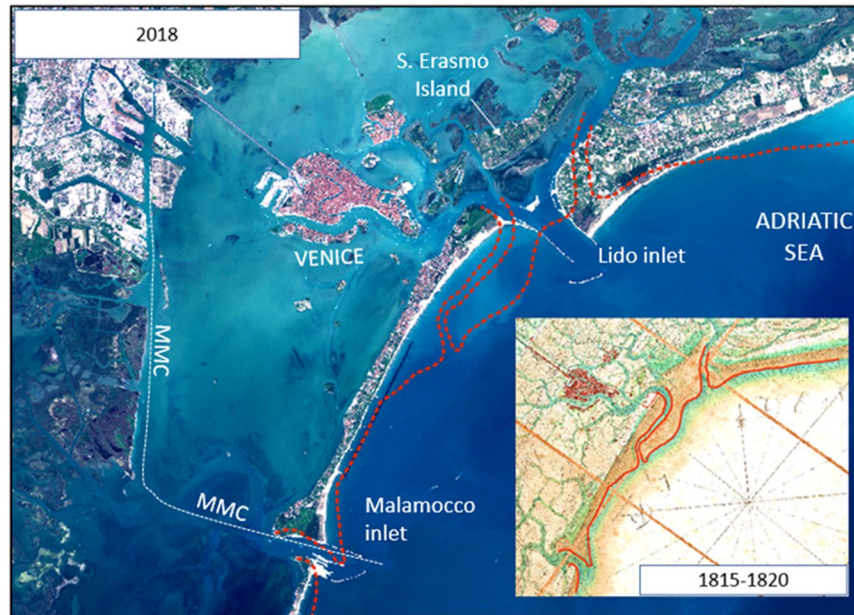 2018
S. Erasmo
Island
VENICE
Lido inlet
ADRIATIC
SEA
MMC
MMC
Malamocco
inlet
1815-1820